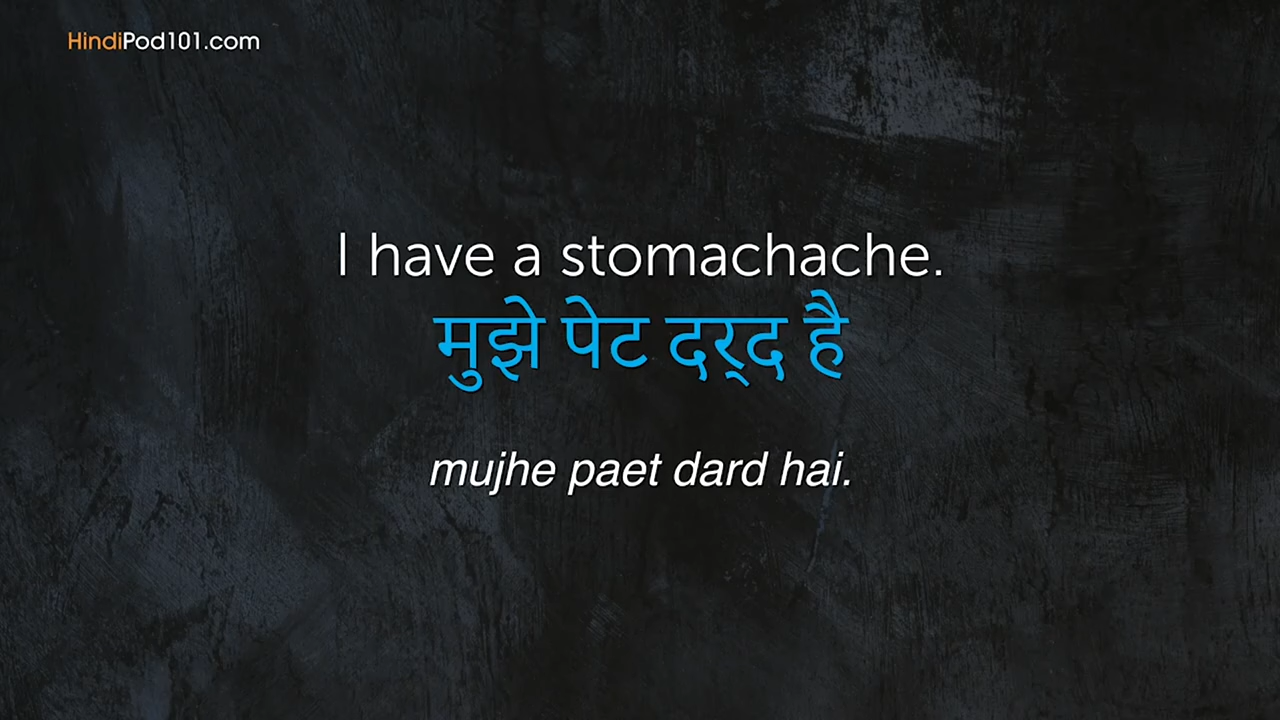 HindiPod101.com
I have a stomachache.
मुझे पेट दर्‌द है
mujhe paet dard hai.